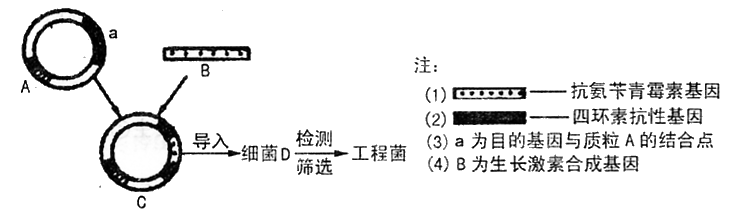 a
A
B
C
导入
细菌D
检测
筛选
工程菌
注:
(1) 抗氨苄青霉素基因
(2) 四环素抗性基因
(3) a 为目的基因与质粒 A 的结合点
(4) B 为生长激素合成基因